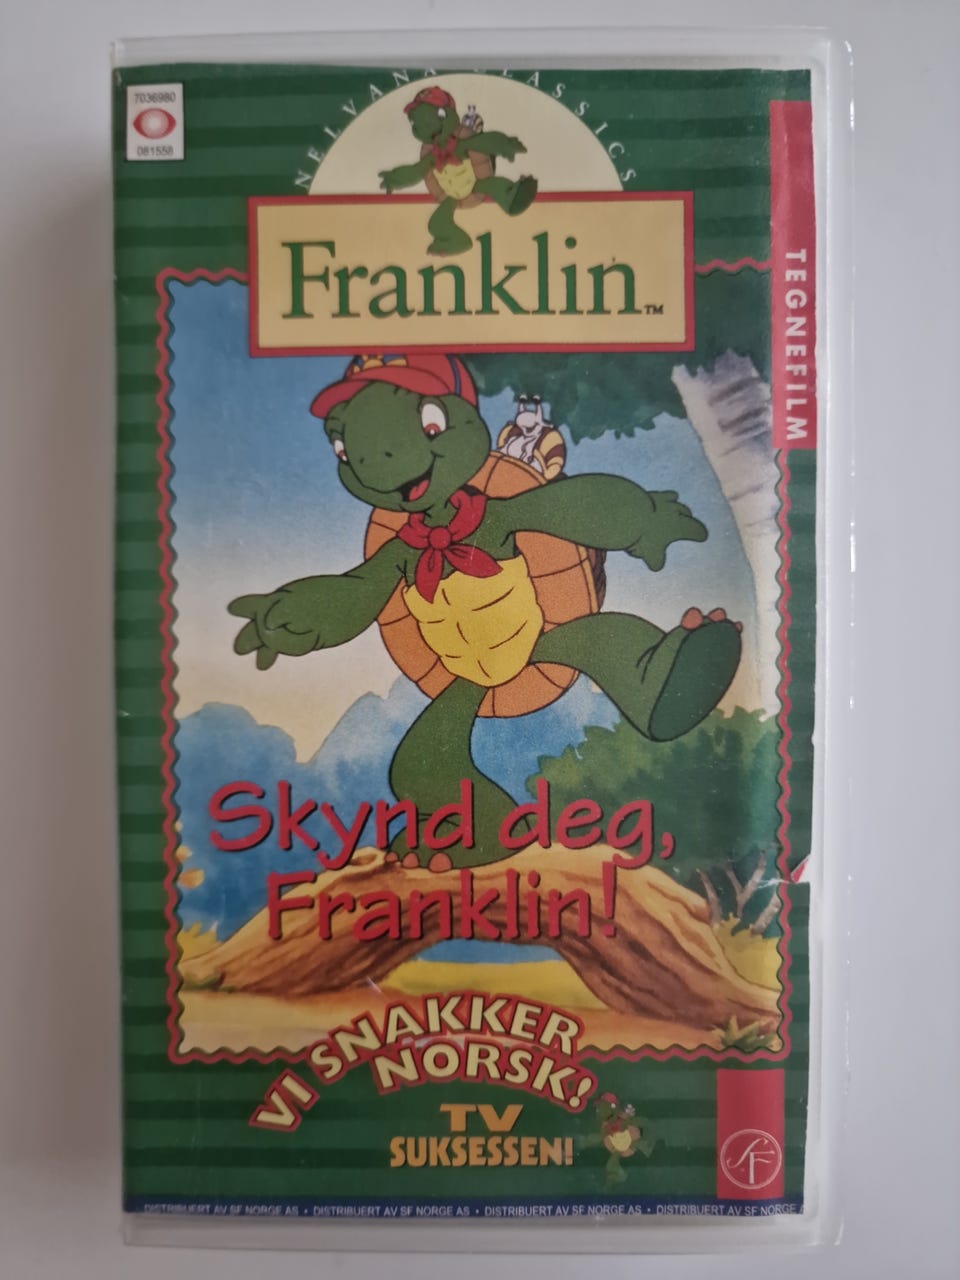 7036980
081558
NELVANA CLASSICS
Franklin™
TEGNEFILM
Skynd deg,
Franklin!
VI SNAKKER
NORSK!
TV
SUKSESSEN!
SF
DISTRIBUERT AV SF NORGE AS • DISTRIBUERT AV SF NORGE AS • DISTRIBUERT AV SF NORGE AS • DISTRIBUERT AV SF NORGE A